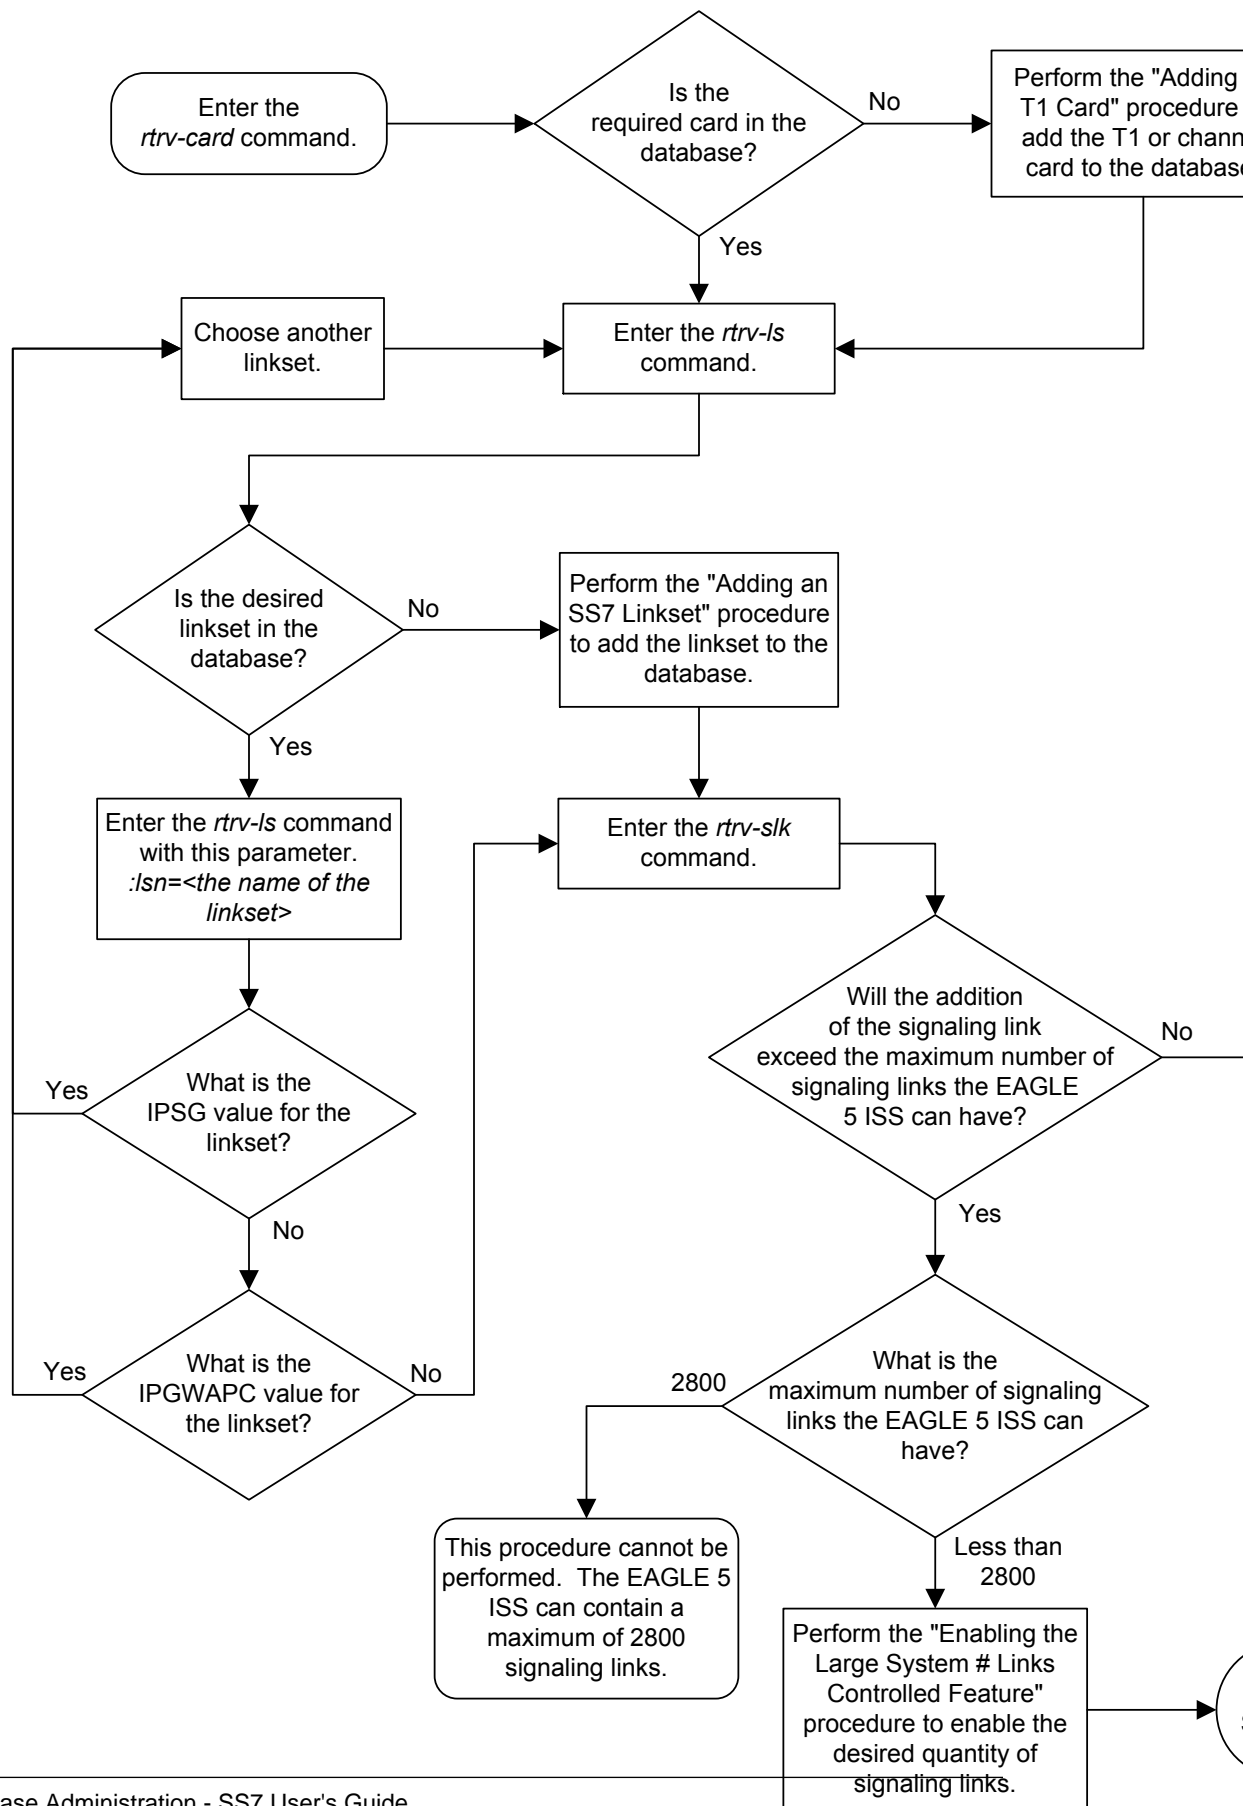 Enter the
rtrv-card command.
Is the
required card in the
database?
No
Perform the "Adding
T1 Card" procedure
add the T1 or
card to the
Yes
Choose another
linkset.
Enter the rtrv-ls
command.
Is the desired
linkset in the
database?
No
Perform the "Adding an
SS7 Linkset" procedure
to add the linkset to the
database.
Yes
Enter the rtrv-ls command
with this parameter.
:lsn=<the name of the
linkset>
Enter the rtrv-slk
command.
Will the addition
of the signaling link
exceed the maximum number of
signaling links the EAGLE
5 ISS can have?
No
Yes
What is the
IPSG value for the
linkset?
Yes
No
What is the
IPGWAPC value for
the linkset?
Yes
No
What is the
maximum number of signaling
links the EAGLE 5 ISS can
have?
2800
This procedure cannot be
performed. The EAGLE 5
ISS can contain a
maximum of 2800
signaling links.
Less than
2800
Perform the "Enabling the
Large System # Links
Controlled Feature"
procedure to enable the
desired quantity of
signaling links.
Administration - SS7 User's Guide